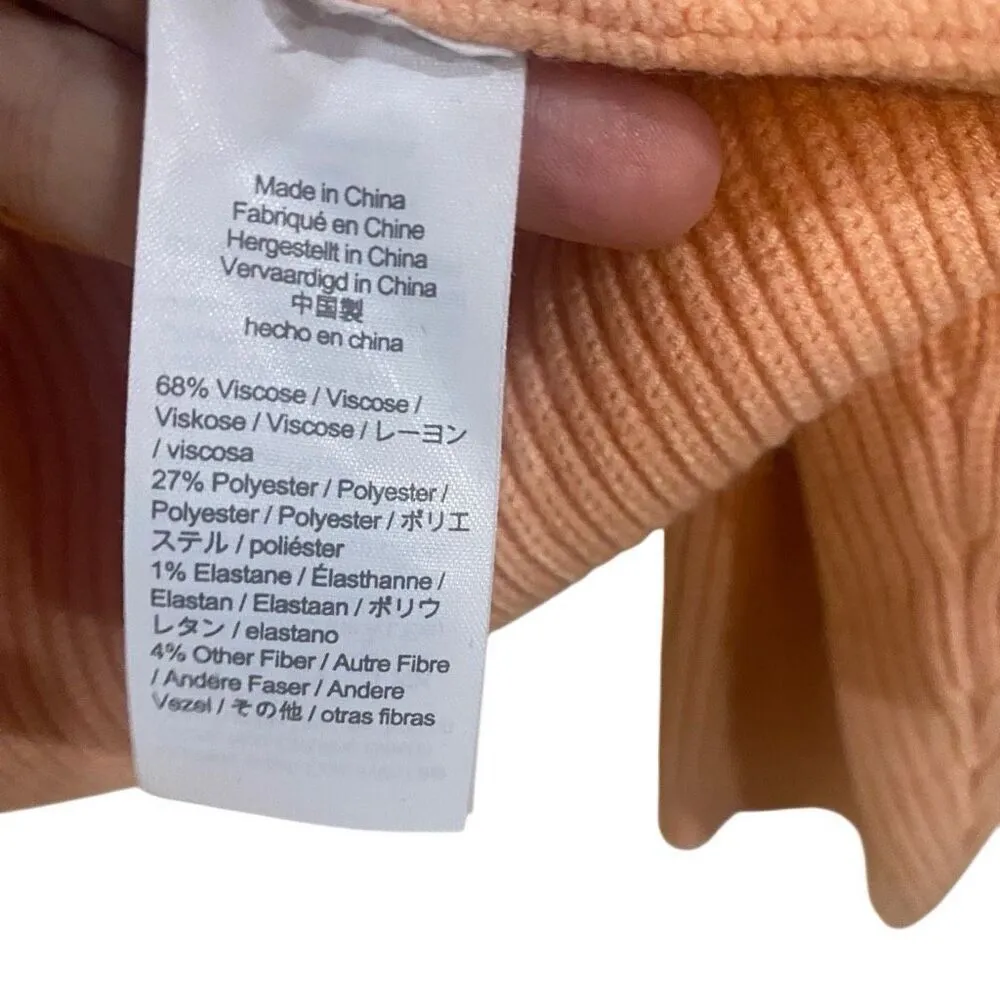 Made in China
Fabriqué en Chine
Hergestellt in China
Vervaardigd in China
中国製
hecho en china
68% Viscose / Viscose /
Viskose / Viscose / レーヨン
/ viscosa
27% Polyester / Polyester /
Polyester / Polyester / ポリエ
ステル / poliéster
1% Elastane / Élasthanne /
Elastan / Elastaan / ポリウ
レタン / elastano
4% Other Fiber / Autre Fibre
/ Andere Faser / Andere
Vezel / その他 / otras fibras